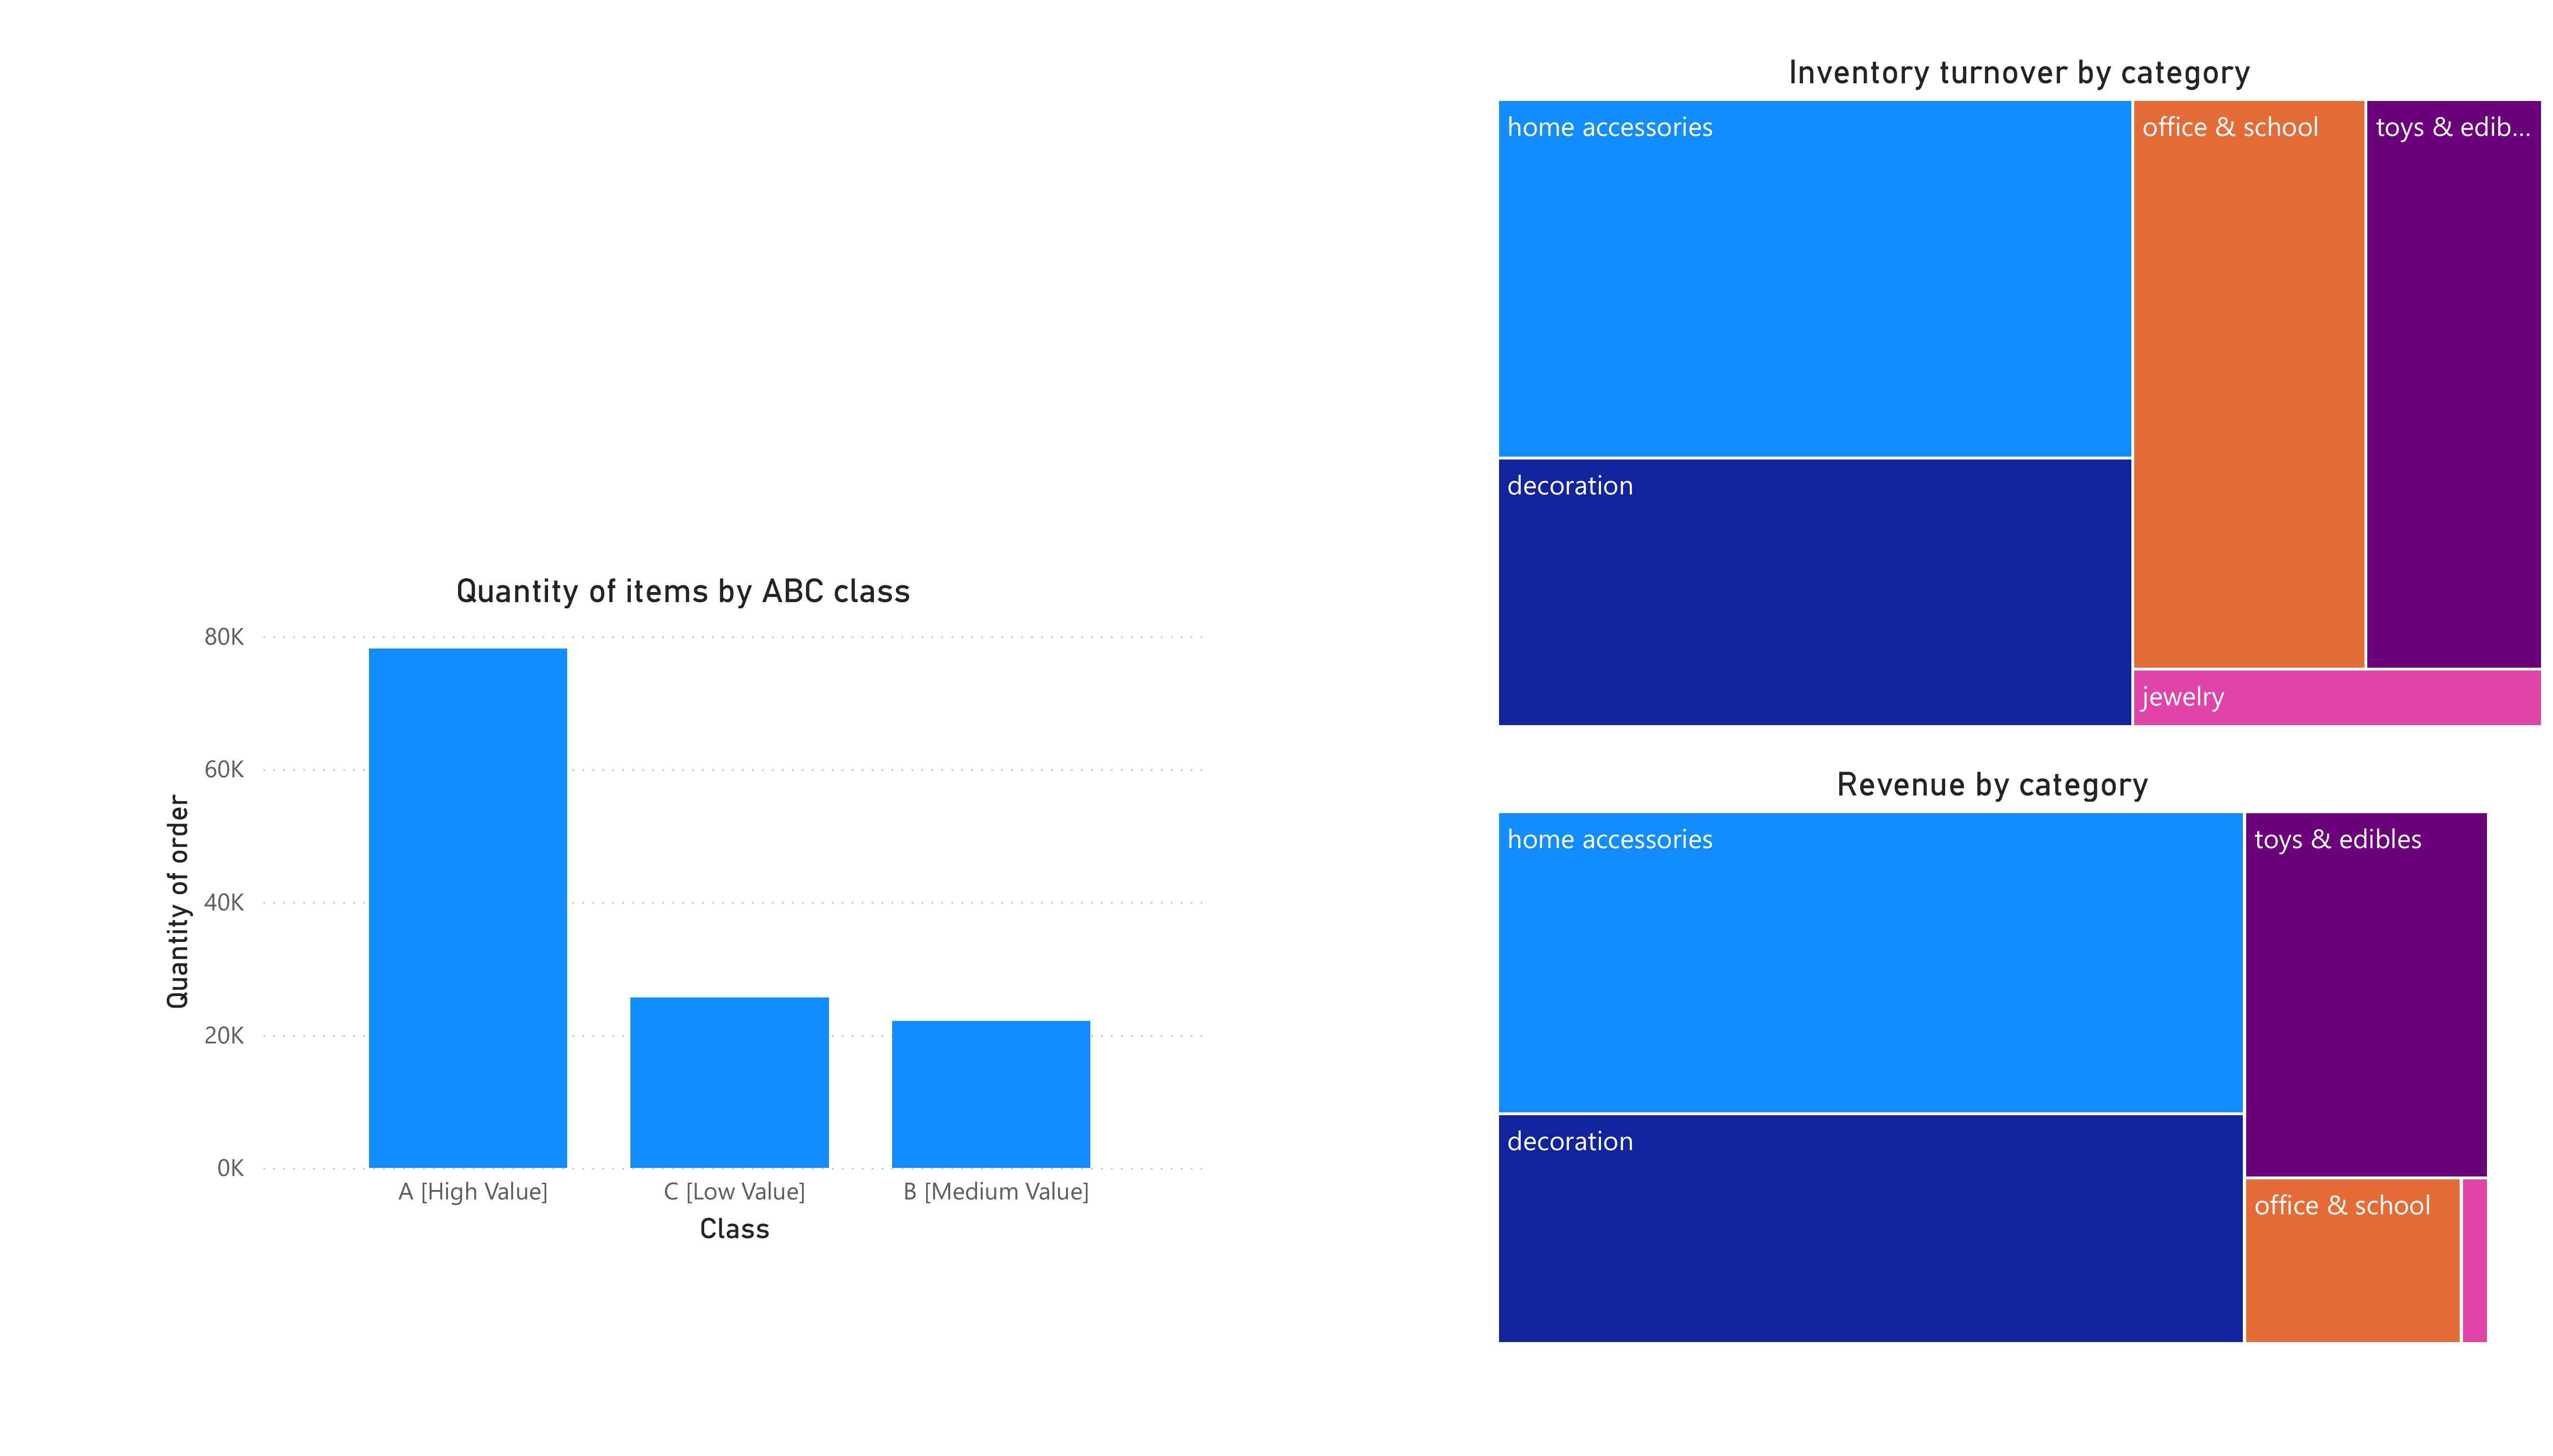 Inventory turnover by category
home accessories
office & school
toys & edib...
decoration
jewelry
Quantity of items by ABC class
80K
60K
40K
20K
0K
Quantity of order
A [High Value]
C [Low Value]
B [Medium Value]
Class
Revenue by category
home accessories
toys & edibles
decoration
office & school